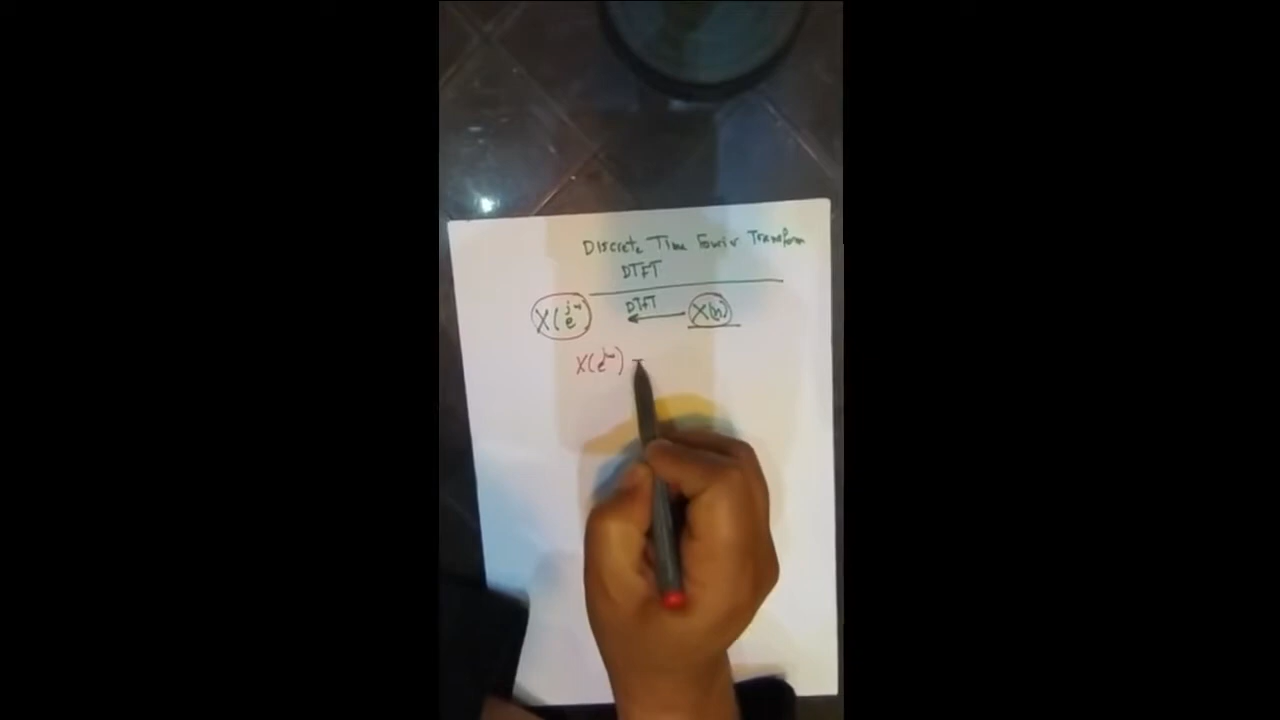 Discrete Time Fourier Transform
DTFT
X(e^jω) DTFT X(n)
X(e^jω) =